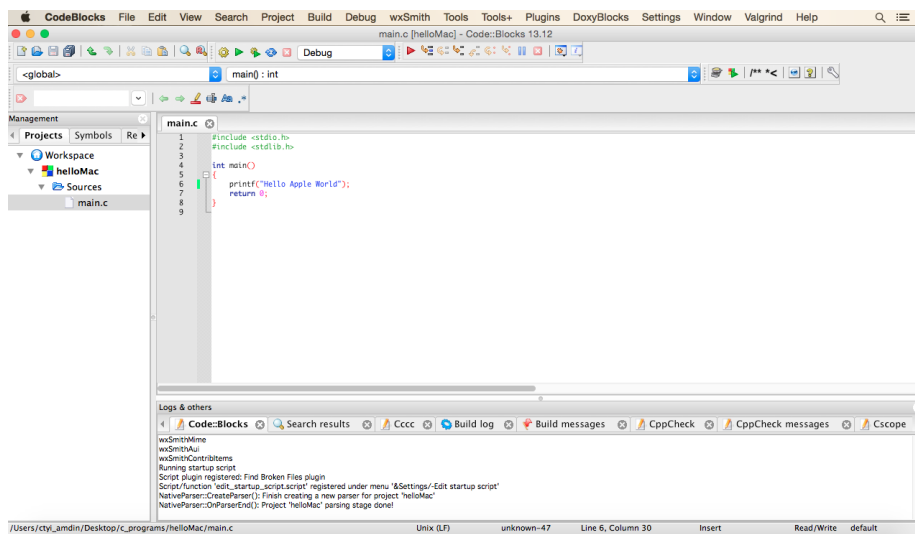 CodeBlocks File Edit View Search Project Build Debug wxSmith Tools Tools+ Plugins DoxyBlocks Settings Window Valgrind Help
main.c [helloMac] - Code::Blocks 13.12
Debug
<global> main() : int /** *<
Aa .*
Management
Projects Symbols Re
Workspace
helloMac
Sources
main.c
main.c
1 #include <stdio.h>
2 #include <stdlib.h>
3
4 int main()
5 {
6 printf("Hello Apple World");
7 return 0;
8 }
9
Logs & others
Code::Blocks Search results Cccc Build log Build messages CppCheck CppCheck messages Cscope
wxSmithMime
wxSmithAui
wxSmithContribItems
Running startup script
Script plugin registered: Find Broken Files plugin
Script/function 'edit_startup_script.script' registered under menu '&Settings/-Edit startup script'
NativeParser::CreateParser(): Finish creating a new parser for project 'helloMac'
NativeParser::OnParserEnd(): Project 'helloMac' parsing stage done!
/Users/ctyi_amdin/Desktop/c_programs/helloMac/main.c Unix (LF) unknown-47 Line 6, Column 30 Insert Read/Write default